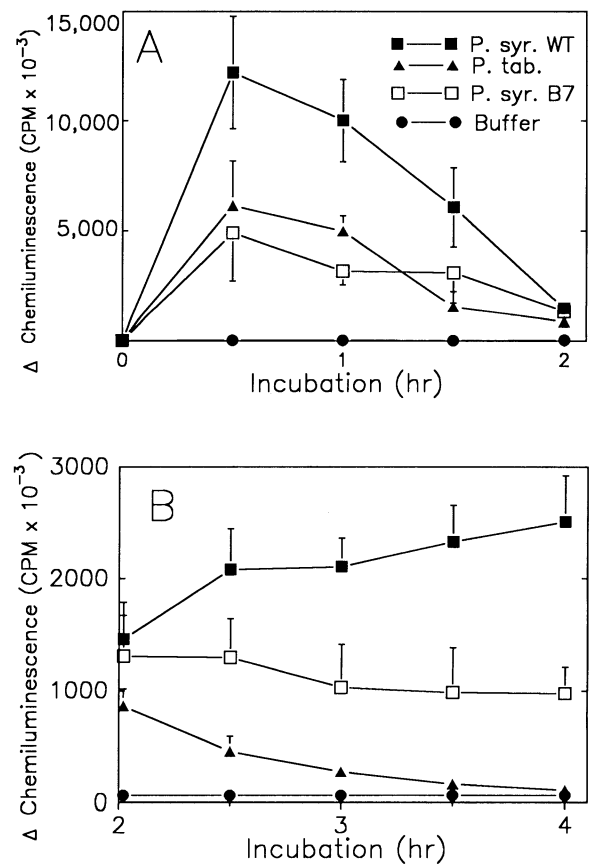 15,000
A
P. syr. WT
P. tab.
10,000
P. syr. B7
Buffer
5,000
Δ Chemiluminescence (CPM x 10⁻³)
0 1 2
Incubation (hr)
3000
B
2000
1000
0
Δ Chemiluminescence (CPM x 10⁻³)
2 3 4
Incubation (hr)